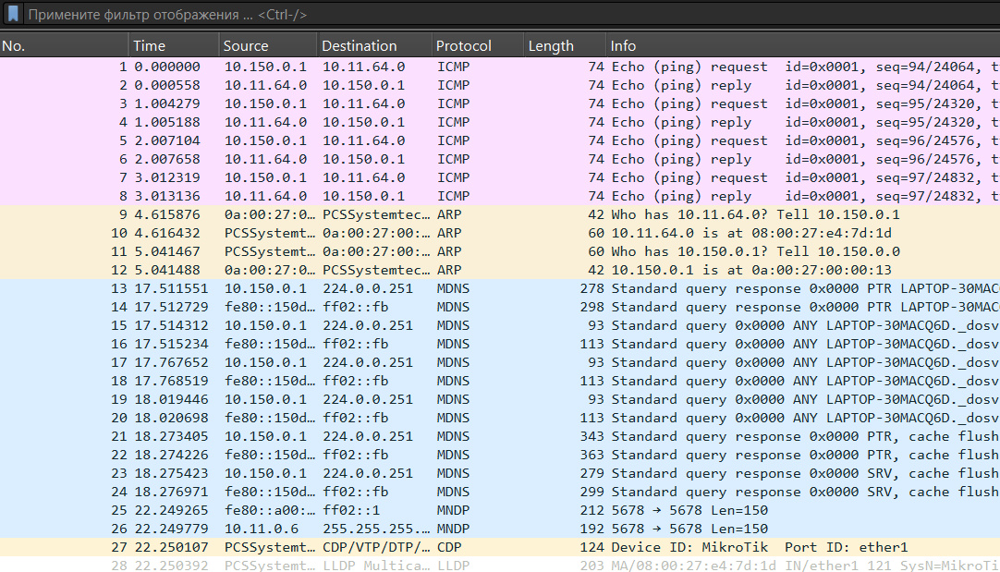 Примените фильтр отображения ... <Ctrl-/>
No. Time Source Destination Protocol Length Info
1 0.000000 10.150.0.1 10.11.64.0 ICMP 74 Echo (ping) request id=0x0001, seq=94/24064, t
2 0.000558 10.11.64.0 10.150.0.1 ICMP 74 Echo (ping) reply id=0x0001, seq=94/24064, t
3 1.004279 10.150.0.1 10.11.64.0 ICMP 74 Echo (ping) request id=0x0001, seq=95/24320, t
4 1.005188 10.11.64.0 10.150.0.1 ICMP 74 Echo (ping) reply id=0x0001, seq=95/24320, t
5 2.007104 10.150.0.1 10.11.64.0 ICMP 74 Echo (ping) request id=0x0001, seq=96/24576, t
6 2.007658 10.11.64.0 10.150.0.1 ICMP 74 Echo (ping) reply id=0x0001, seq=96/24576, t
7 3.012319 10.150.0.1 10.11.64.0 ICMP 74 Echo (ping) request id=0x0001, seq=97/24832, t
8 3.013136 10.11.64.0 10.150.0.1 ICMP 74 Echo (ping) reply id=0x0001, seq=97/24832, t
9 4.615876 0a:00:27:0… PCSSystemtec… ARP 42 Who has 10.11.64.0? Tell 10.150.0.1
10 4.616432 PCSSystemt… 0a:00:27:00:… ARP 60 10.11.64.0 is at 08:00:27:e4:7d:1d
11 5.041467 PCSSystemt… 0a:00:27:00:… ARP 60 Who has 10.150.0.1? Tell 10.150.0.0
12 5.041488 0a:00:27:0… PCSSystemtec… ARP 42 10.150.0.1 is at 0a:00:27:00:00:13
13 17.511551 10.150.0.1 224.0.0.251 MDNS 278 Standard query response 0x0000 PTR LAPTOP-30MAC
14 17.512729 fe80::150d… ff02::fb MDNS 298 Standard query response 0x0000 PTR LAPTOP-30MAC
15 17.514312 10.150.0.1 224.0.0.251 MDNS 93 Standard query 0x0000 ANY LAPTOP-30MACQ6D._dosv
16 17.515234 fe80::150d… ff02::fb MDNS 113 Standard query 0x0000 ANY LAPTOP-30MACQ6D._dosv
17 17.767652 10.150.0.1 224.0.0.251 MDNS 93 Standard query 0x0000 ANY LAPTOP-30MACQ6D._dosv
18 17.768519 fe80::150d… ff02::fb MDNS 113 Standard query 0x0000 ANY LAPTOP-30MACQ6D._dosv
19 18.019446 10.150.0.1 224.0.0.251 MDNS 93 Standard query 0x0000 ANY LAPTOP-30MACQ6D._dosv
20 18.020698 fe80::150d… ff02::fb MDNS 113 Standard query 0x0000 ANY LAPTOP-30MACQ6D._dosv
21 18.273405 10.150.0.1 224.0.0.251 MDNS 343 Standard query response 0x0000 PTR, cache flush
22 18.274226 fe80::150d… ff02::fb MDNS 363 Standard query response 0x0000 PTR, cache flush
23 18.275423 10.150.0.1 224.0.0.251 MDNS 279 Standard query response 0x0000 SRV, cache flush
24 18.276971 fe80::150d… ff02::fb MDNS 299 Standard query response 0x0000 SRV, cache flush
25 22.249265 fe80::a00:… ff02::1 MNDP 212 5678 → 5678 Len=150
26 22.249779 10.11.0.6 255.255.255.… MNDP 192 5678 → 5678 Len=150
27 22.250107 PCSSystemt… CDP/VTP/DTP/… CDP 124 Device ID: MikroTik Port ID: ether1
28 22.250392 PCSSystemt… LLDP_Multica… LLDP 203 MA/08:00:27:e4:7d:1d IN/ether1 121 SysN=MikroTi